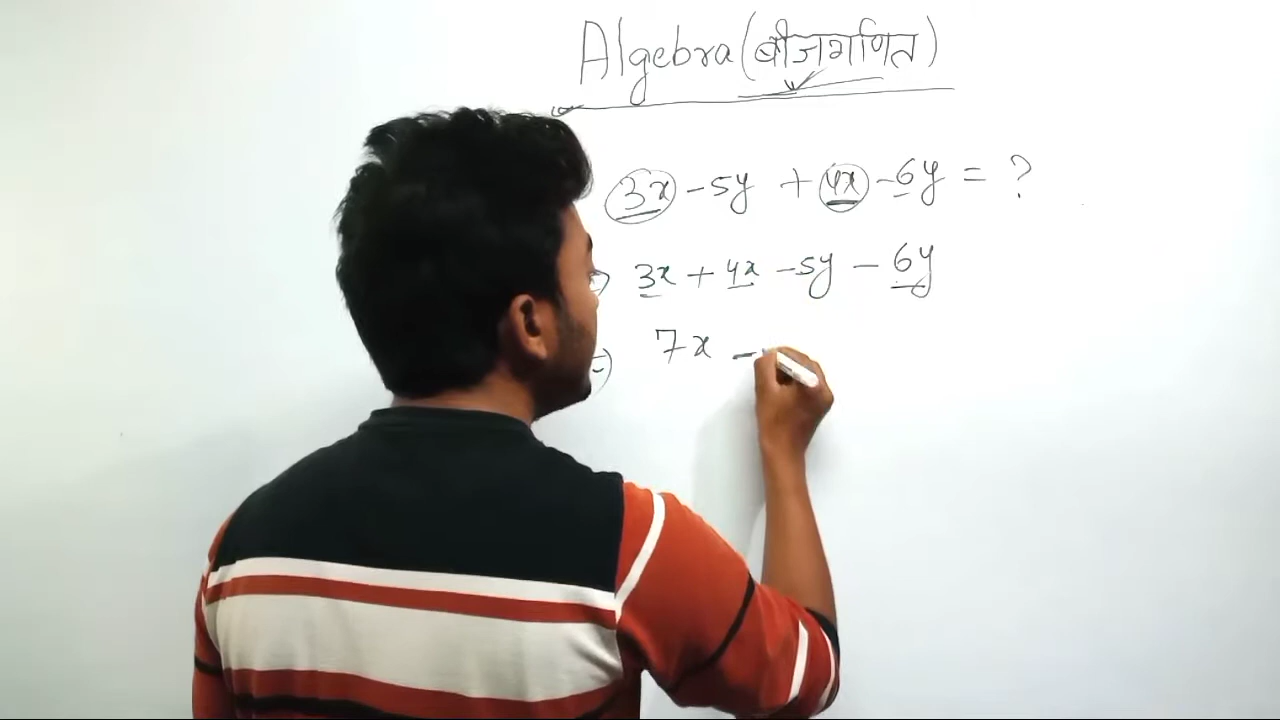 Algebra (बीजगणित)
3x - 5y + 4x - 6y = ?
3x + 4x - 5y - 6y
7x -